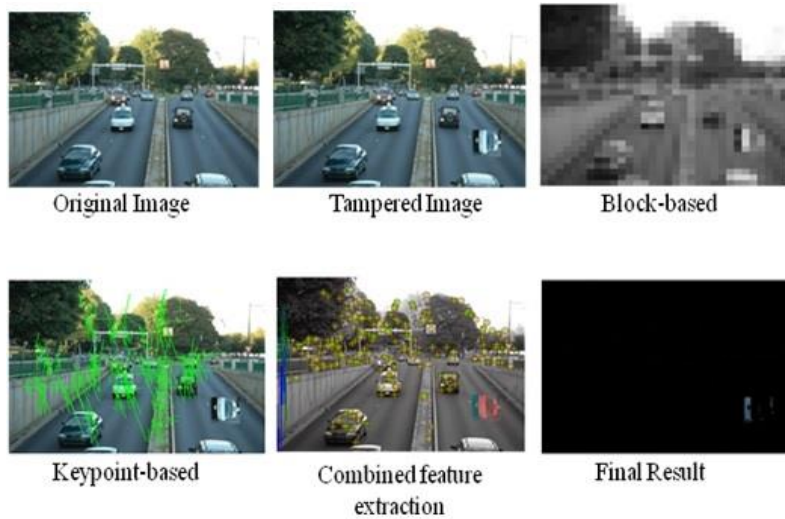 Original Image
Tampered Image
Block-based
Keypoint-based
Combined feature
extraction
Final Result